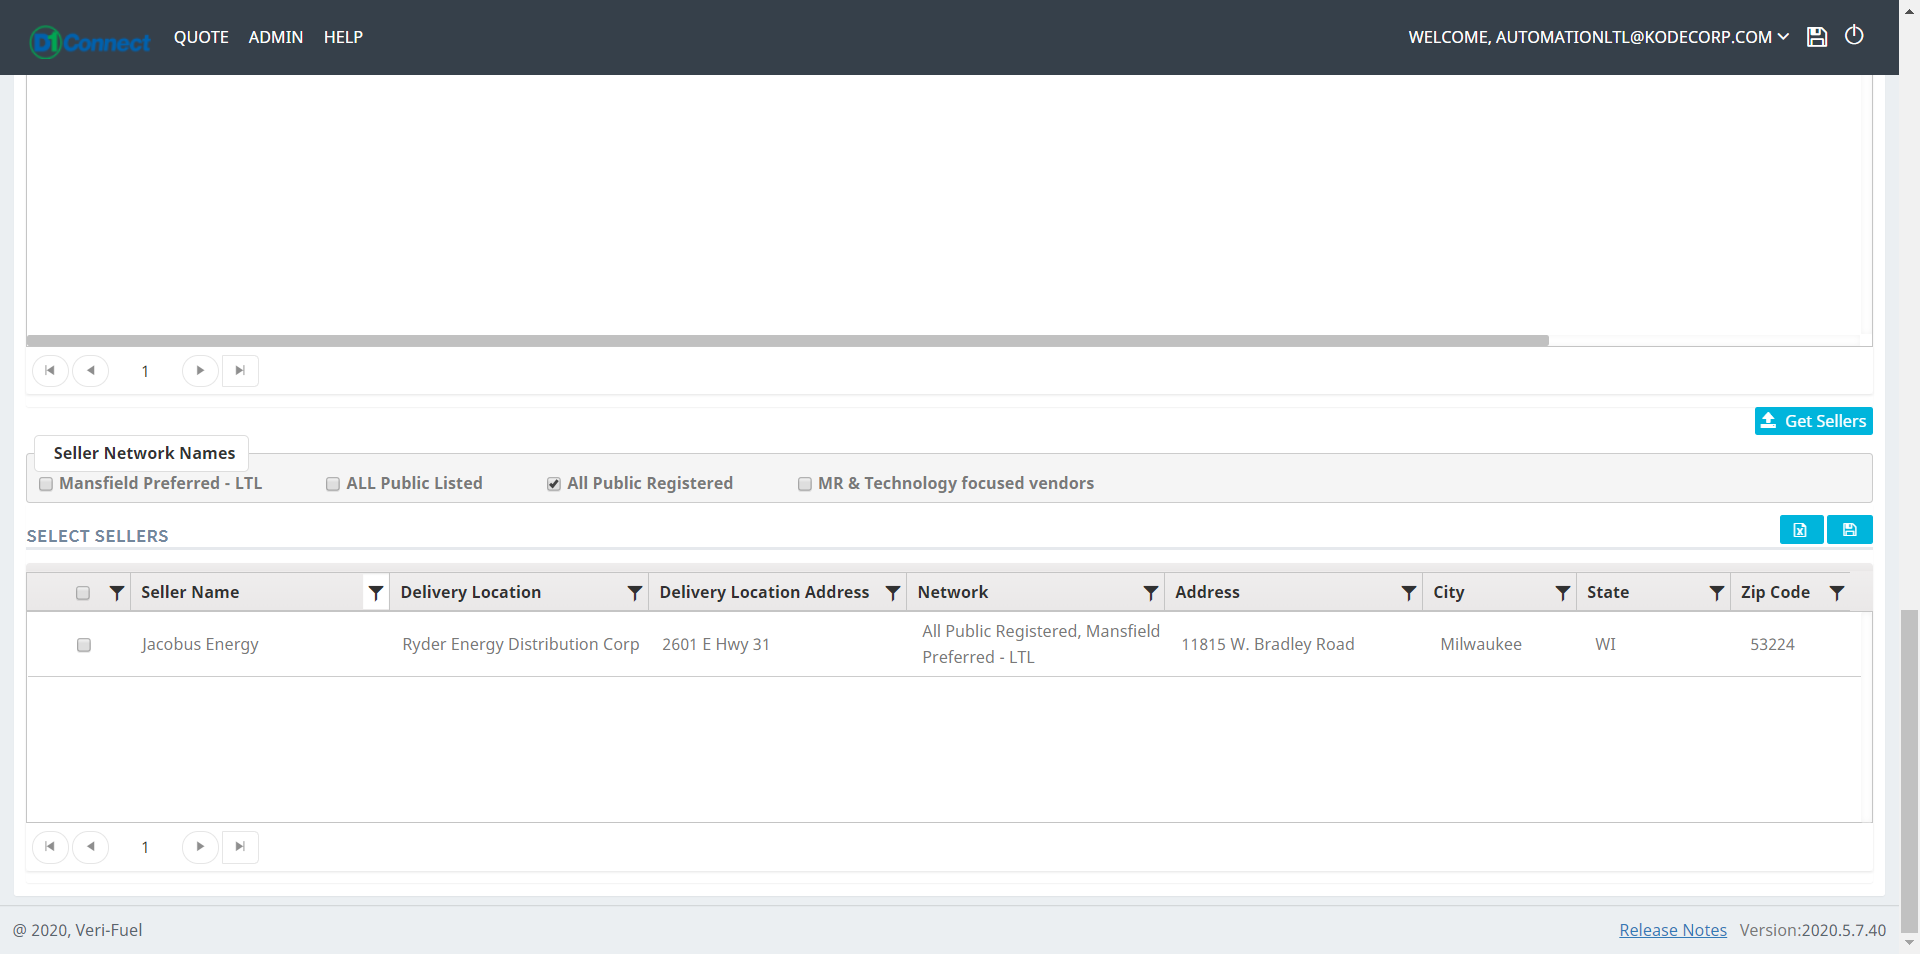 D1Connect QUOTE ADMIN HELP WELCOME, AUTOMATIONLTL@KODECORP.COM
1
Get Sellers
Seller Network Names
Mansfield Preferred - LTL ALL Public Listed All Public Registered MR & Technology focused vendors
SELECT SELLERS
Seller Name Delivery Location Delivery Location Address Network Address City State Zip Code
Jacobus Energy Ryder Energy Distribution Corp 2601 E Hwy 31 All Public Registered, Mansfield 11815 W. Bradley Road Milwaukee WI 53224
Preferred - LTL
1
@ 2020, Veri-Fuel Release Notes Version:2020.5.7.40